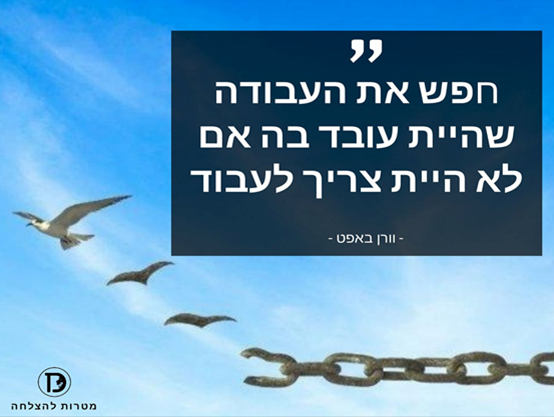 ”
חפש את העבודה
שהיית עובד בה אם
לא היית צריך לעבוד
- וורן באפט -
מטרות להצלחה